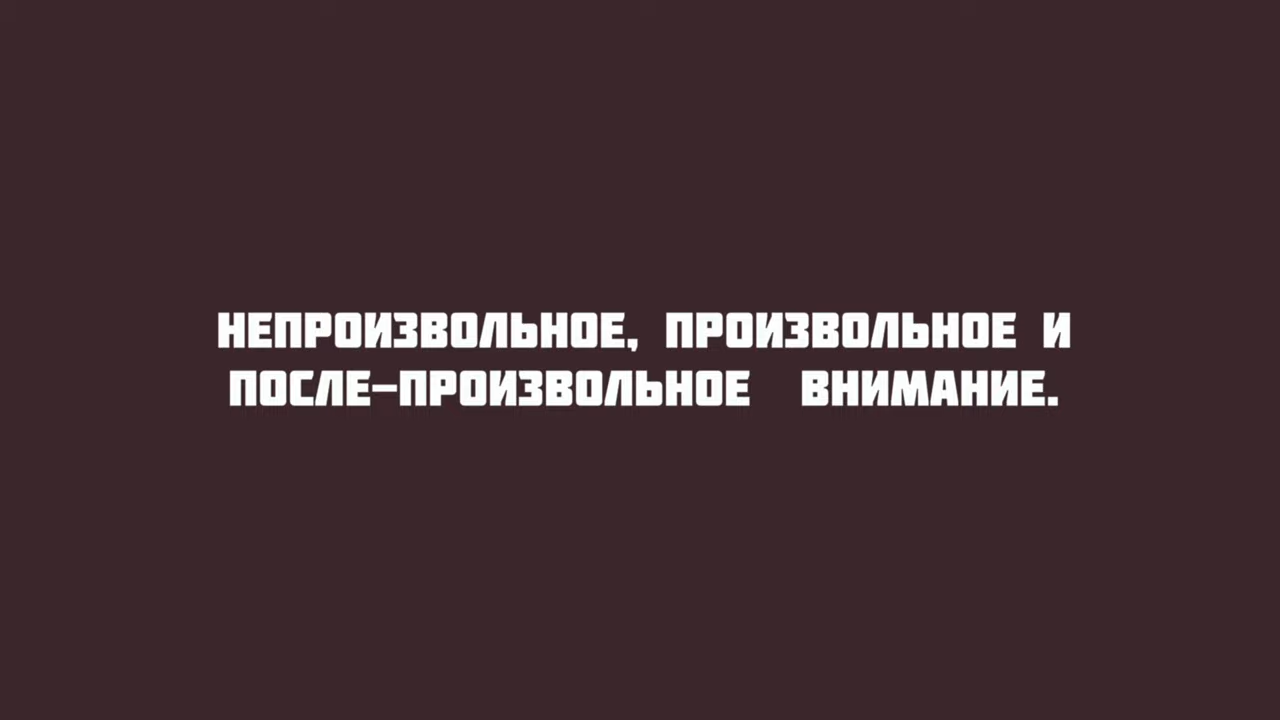 НЕПРОИЗВОЛЬНОЕ, ПРОИЗВОЛЬНОЕ И
ПОСЛЕ-ПРОИЗВОЛЬНОЕ ВНИМАНИЕ.